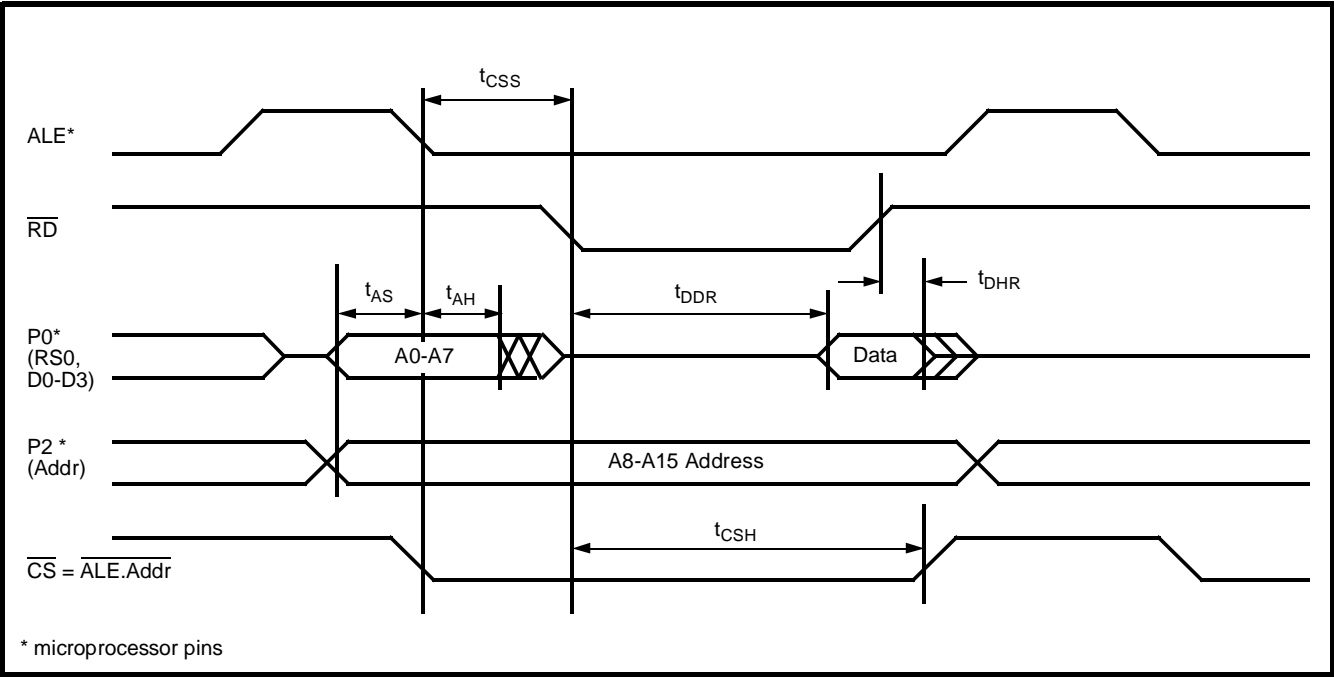 tCSS
ALE*
RD
tAS
tAH
tDDR
tDHR
P0*
(RS0,
D0-D3)
A0-A7
Data
P2 *
(Addr)
A8-A15 Address
tCSH
CS = ALE.Addr
* microprocessor pins